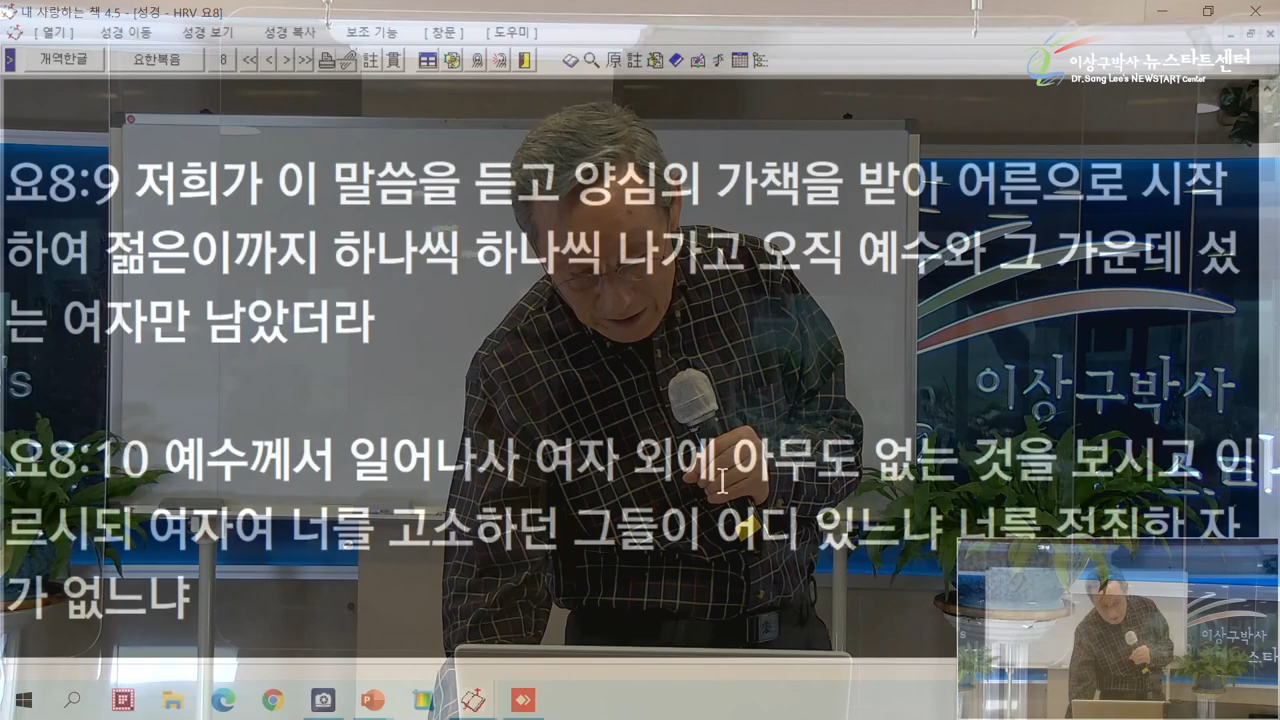 내 사랑하는 책 4.5 - [성경 - HRV 요8]
[ 열기 ] 성경 이동 성경 보기 성경 복사 보조 기능 [ 창문 ] [ 도우미 ]
개역한글 요한복음 8 << < > >> 註 貫 原 註
이상구박사 뉴스타트센터
Dr. Sang Lee's NEWSTART Center
요8:9 저희가 이 말씀을 듣고 양심의 가책을 받아 어른으로 시작
하여 젊은이까지 하나씩 하나씩 나가고 오직 예수와 그 가운데 섰
는 여자만 남았더라
's
이상구박사
요8:10 예수께서 일어나사 여자 외에 아무도 없는 것을 보시고 이
르시되 여자여 너를 고소하던 그들이 어디 있느냐 너를 정죄한 자
가 없느냐
s
이상구박사
스타